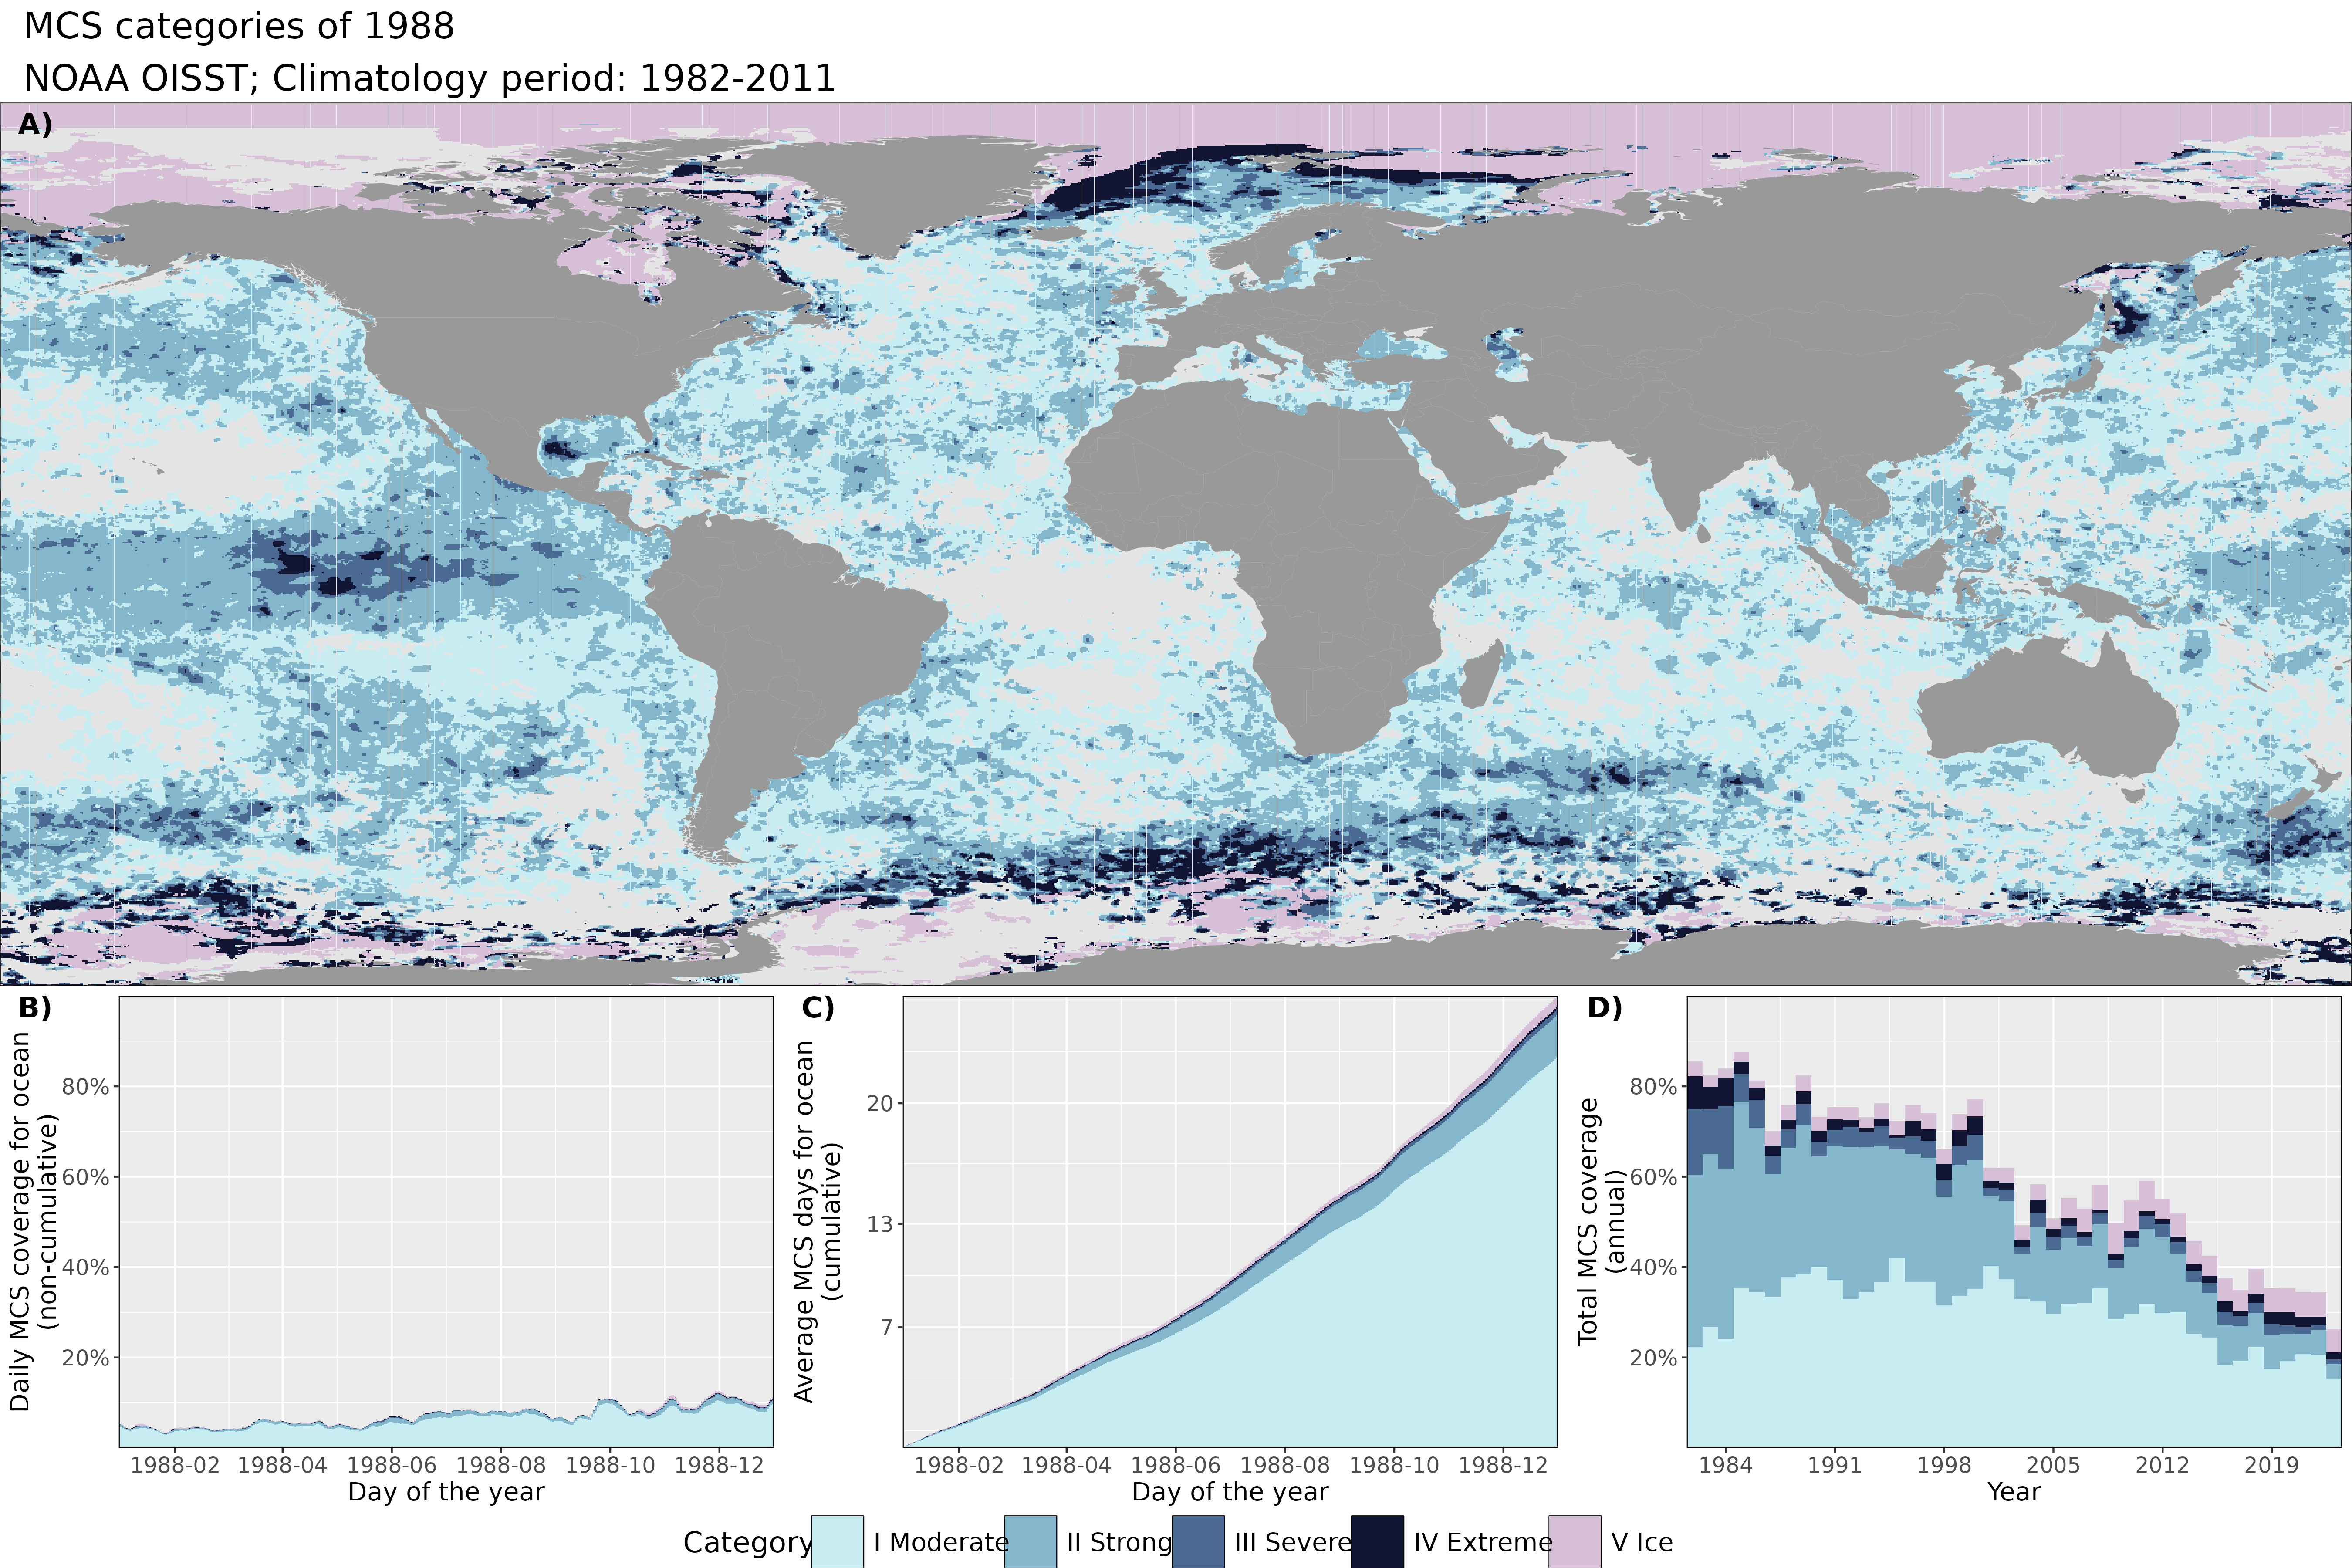 MCS categories of 1988
NOAA OISST; Climatology period: 1982-2011
A)
B)
Daily MCS coverage for ocean
(non-cumulative)
80%
60%
40%
20%
1988-02 1988-04 1988-06 1988-08 1988-10 1988-12
Day of the year
C)
Average MCS days for ocean
(cumulative)
20
13
7
1988-02 1988-04 1988-06 1988-08 1988-10 1988-12
Day of the year
D)
Total MCS coverage
(annual)
80%
60%
40%
20%
1984 1991 1998 2005 2012 2019
Year
Category I Moderate II Strong III Severe IV Extreme V Ice